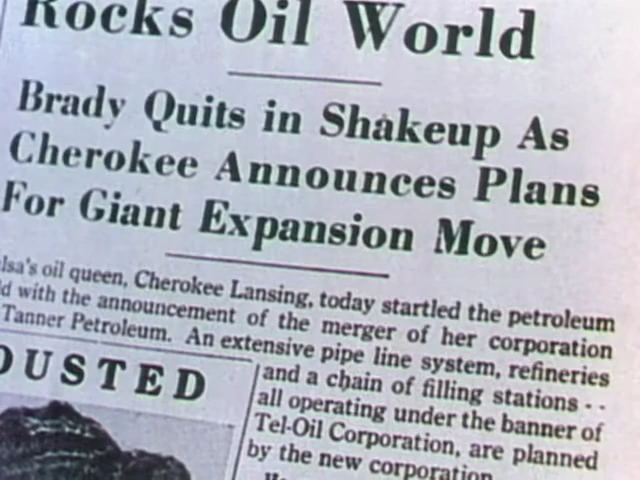 Rocks Oil World
Brady Quits in Shakeup As
Cherokee Announces Plans
For Giant Expansion Move
lsa's oil queen, Cherokee Lansing, today startled the petroleum
d with the announcement of the merger of her corporation
Tanner Petroleum. An extensive pipe line system, refineries
and a chain of filling stations - -
all operating under the banner of
Tel-Oil Corporation, are planned
by the new corporation
OUSTED